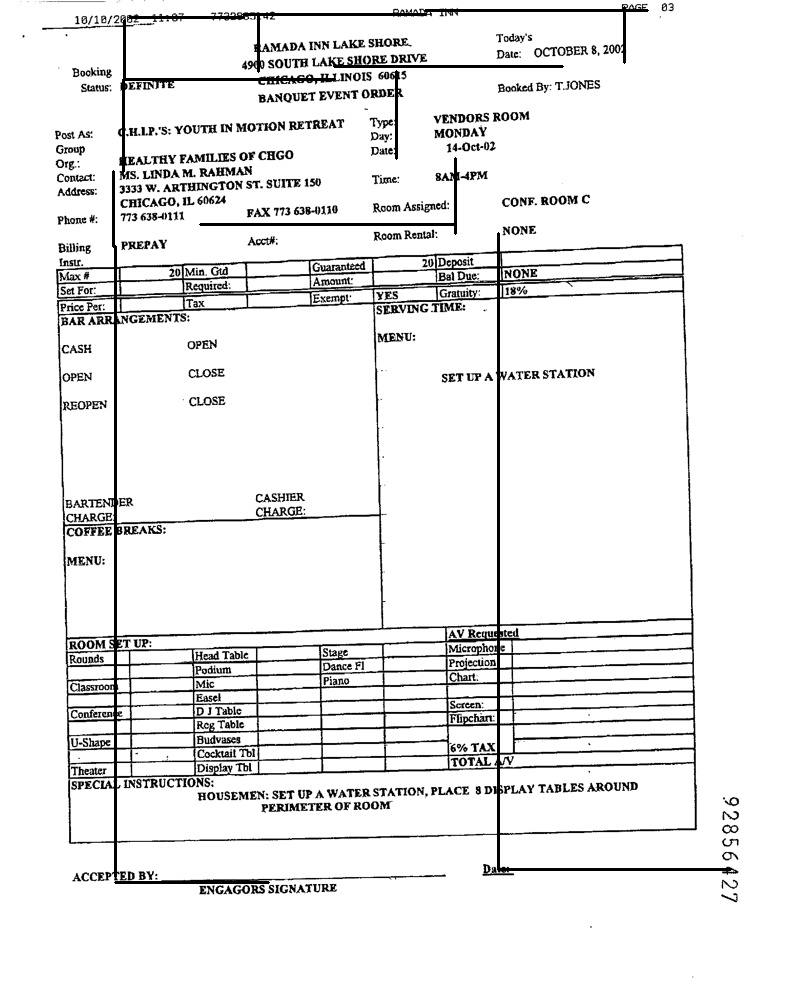 10/10/2002 11:07 7732885142 RAMADA INN PAGE 03
RAMADA INN LAKE SHORE
4900 SOUTH LAKE SHORE DRIVE
CHICAGO, ILLINOIS 60615
BANQUET EVENT ORDER
Today's
Date: OCTOBER 8, 2002
Booking
Status: DEFINITE
Booked By: T.JONES
Post As: C.H.I.P.'S: YOUTH IN MOTION RETREAT
Type: VENDORS ROOM
Day: MONDAY
Date: 14-Oct-02
Group
Org.: HEALTHY FAMILIES OF CHGO
Contact: MS. LINDA M. RAHMAN
Address: 3333 W. ARTHINGTON ST. SUITE 150
CHICAGO, IL 60624
Time: 8AM-4PM
Phone #: 773 638-0111 FAX 773 638-0110
Room Assigned: CONF. ROOM C
Billing
Instr. PREPAY Acct#:
Room Rental: NONE
Max # 20 Min. Gtd Guaranteed 20 Deposit
Set For: Required: Amount: Bal Due: NONE
Price Per: Tax Exempt: YES Gratuity: 18%
BAR ARRANGEMENTS: SERVING TIME:
CASH OPEN MENU:
OPEN CLOSE SET UP A WATER STATION
REOPEN CLOSE
BARTENDER CASHIER
CHARGE: CHARGE:
COFFEE BREAKS:
MENU:
ROOM SET UP: AV Requested
Rounds Head Table Stage Microphone
Podium Dance Fl Projection
Classroom Mic Piano Chart.
Easel
Conference D J Table Screen:
Reg Table Flipchart:
U-Shape Budvases
Cocktail Tbl 6% TAX
Theater Display Tbl TOTAL A/V
SPECIAL INSTRUCTIONS:
HOUSEMEN: SET UP A WATER STATION, PLACE 8 DISPLAY TABLES AROUND
PERIMETER OF ROOM
ACCEPTED BY: Date:
ENGAGORS SIGNATURE
92856427